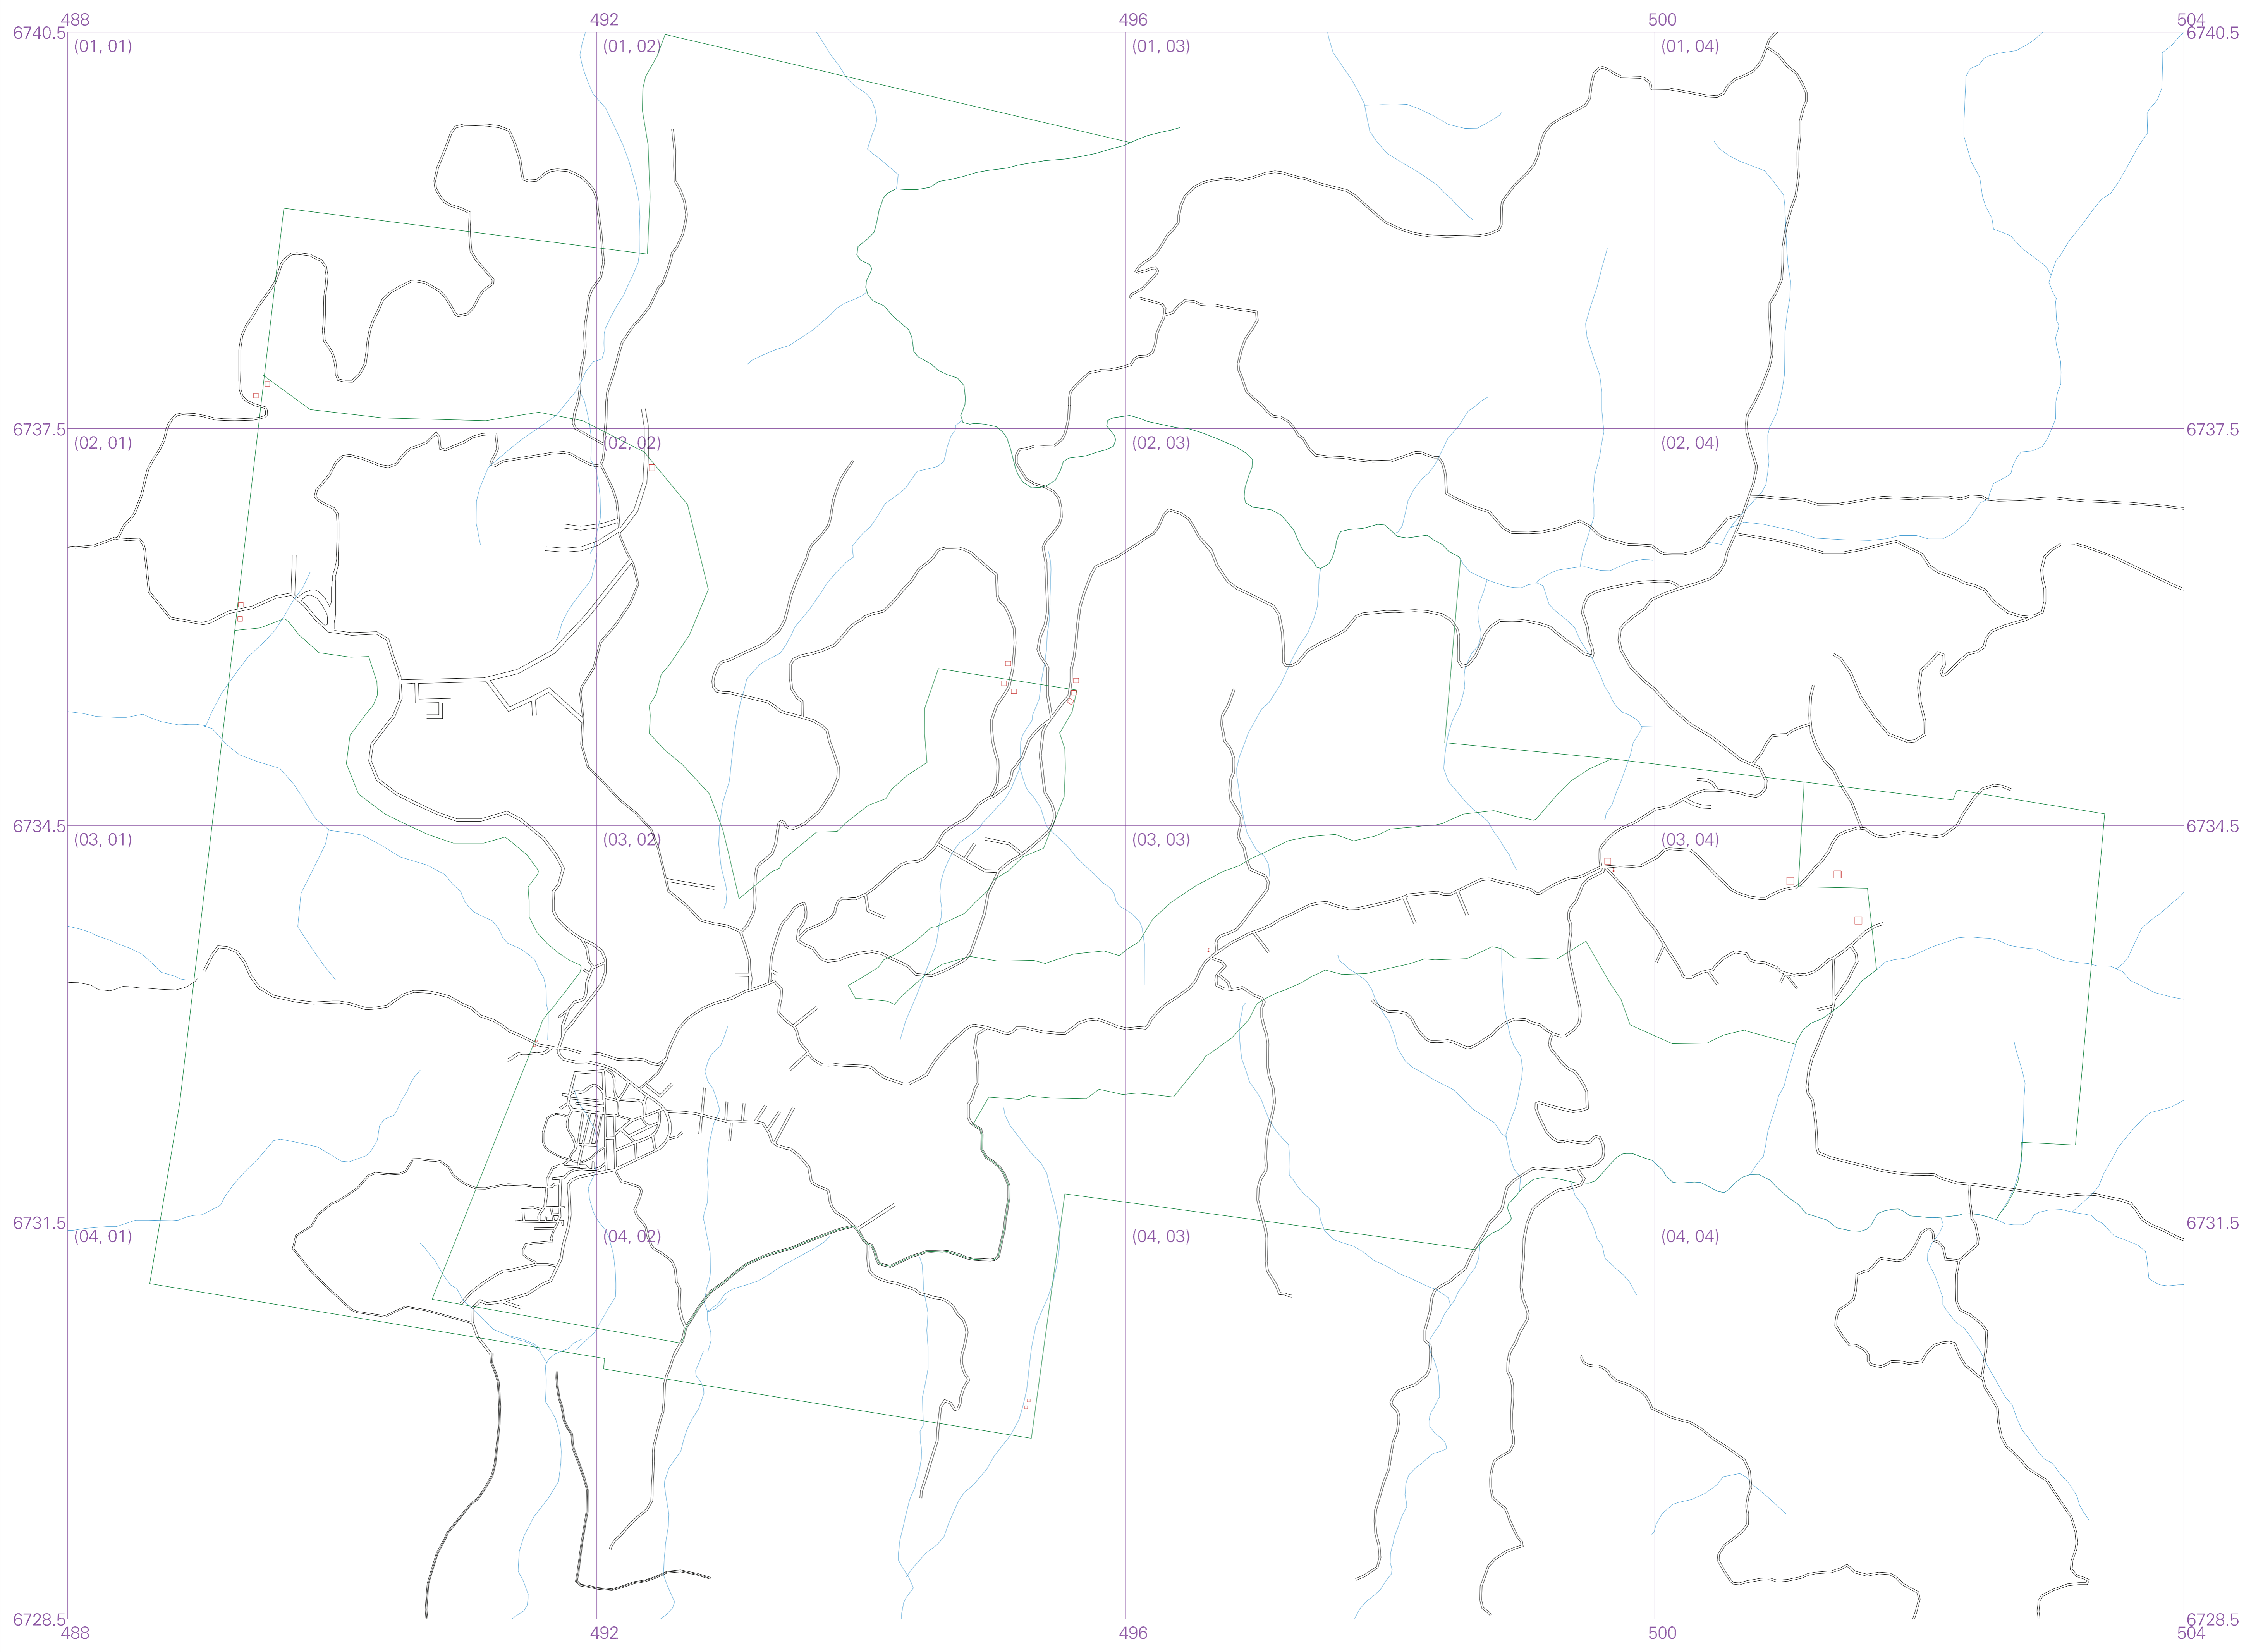 488 492 496 500 504
6740.5 6740.5
(01, 01) (01, 02) (01, 03) (01, 04)
6737.5 6737.5
(02, 01) (02, 02) (02, 03) (02, 04)
6734.5 6734.5
(03, 01) (03, 02) (03, 03) (03, 04)
6731.5 6731.5
(04, 01) (04, 02) (04, 03) (04, 04)
6728.5 6728.5
488 492 496 500 504